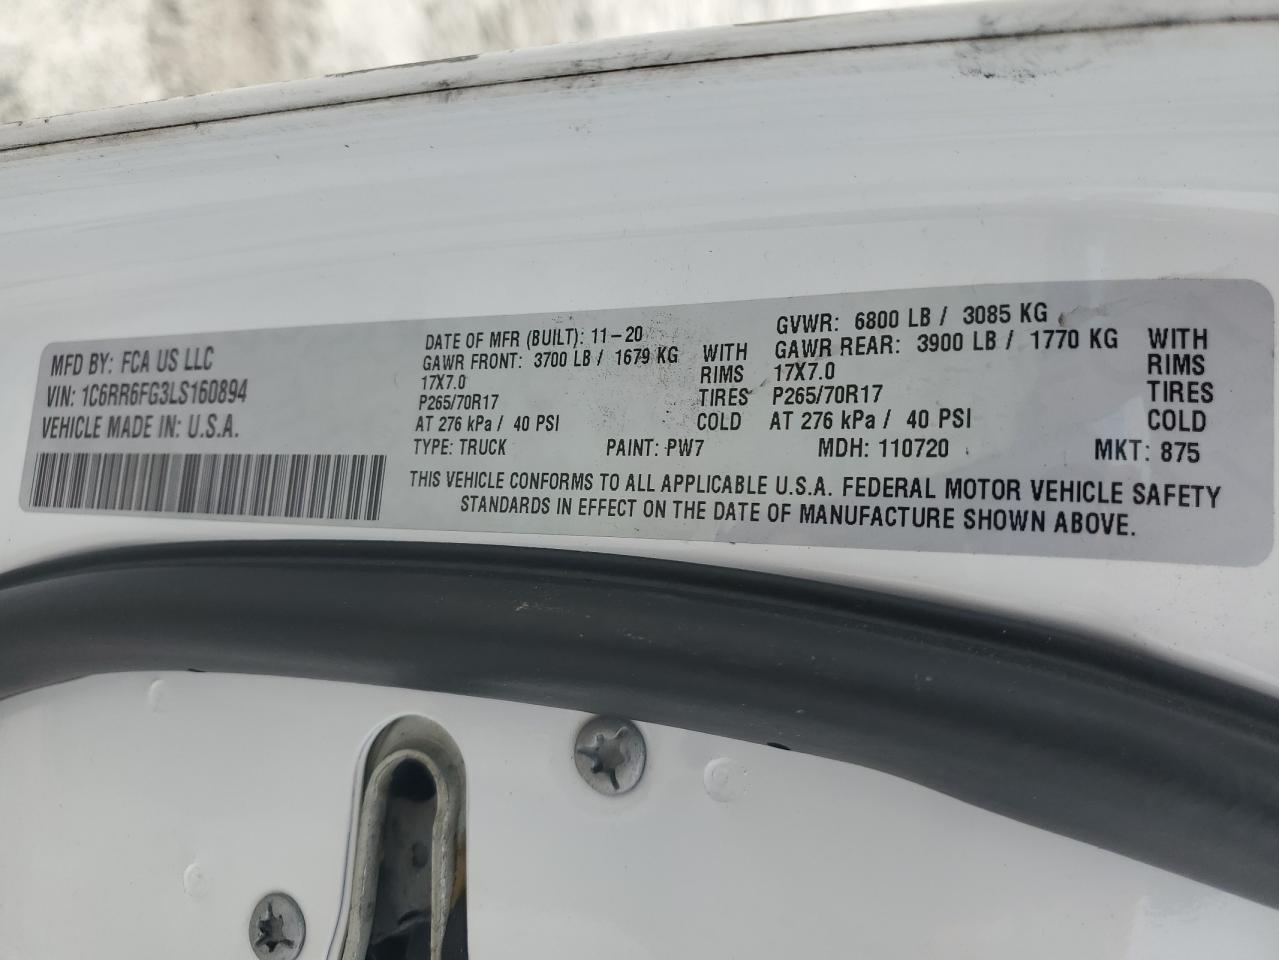 MFD BY: FCA US LLC
VIN: 1C6RR6FG3LS160894
VEHICLE MADE IN: U.S.A.
DATE OF MFR (BUILT): 11-20
GAWR FRONT: 3700 LB / 1679 KG WITH
17X7.0 RIMS
P265/70R17 TIRES
AT 276 kPa / 40 PSI COLD
GVWR: 6800 LB / 3085 KG
GAWR REAR: 3900 LB / 1770 KG WITH
17X7.0 RIMS
P265/70R17 TIRES
AT 276 kPa / 40 PSI COLD
TYPE: TRUCK PAINT: PW7 MDH: 110720 MKT: 875
THIS VEHICLE CONFORMS TO ALL APPLICABLE U.S.A. FEDERAL MOTOR VEHICLE SAFETY
STANDARDS IN EFFECT ON THE DATE OF MANUFACTURE SHOWN ABOVE.